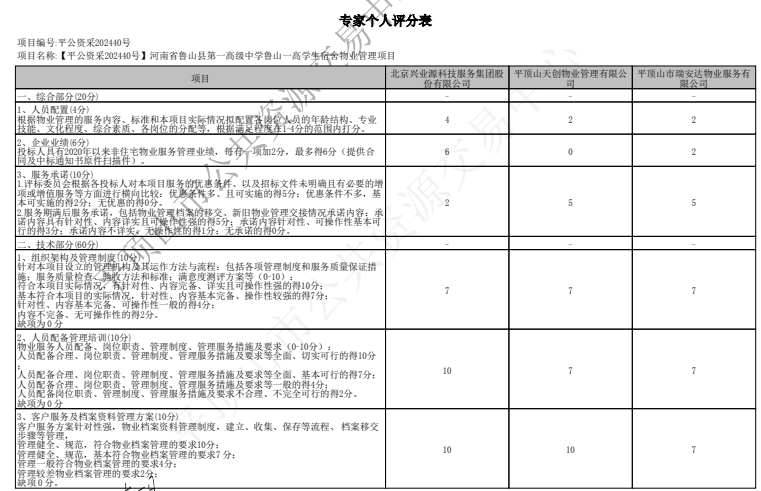 专家个人评分表
项目编号:平公资采202440号
项目名称:【平公资采202440号】河南省鲁山县第一高级中学鲁山一高学生宿舍物业管理项目
项目 北京兴业源科技服务集团股份有限公司 平顶山天创物业管理有限公司 平顶山市瑞安达物业服务有限公司
一、综合部分(20分) - - -
1、人员配置(4分)
根据物业管理的服务内容、标准和本项目实际情况拟配置各岗位人员的年龄结构、专业
技能、文化程度、综合素质、各岗位的分配等，根据满足程度在1-4分的范围内打分。
4 2 2
2、企业业绩(6分)
投标人具有2020年以来非住宅物业服务管理业绩，每有一项加2分，最多得6分（提供合
同及中标通知书原件扫描件）。
6 0 2
3、服务承诺(10分)
1.评标委员会根据各投标人对本项目服务的优惠条件、以及招标文件未明确且有必要的增
项或增值服务等方面进行横向比较：优惠条件多、且可实施的得5分；优惠条件不多，基
本可实施的得2分；无优惠的得0分。
2.服务期满后服务承诺，包括物业管理档案的移交、新旧物业管理交接情况承诺内容；承
诺内容具有针对性、内容详实且可操作性强的得5分；承诺内容针对性、可操作性基本可
行的得3分；承诺内容不详实，无操作性的得1分；无承诺的得0分。
2 5 5
二、技术部分(60分) - - -
1、组织架构及管理制度(10分)
针对本项目设立的管理机构及其运作方法与流程；包括各项管理制度和服务质量保证措
施；服务质量检查、验收方法和标准；满意度测评方案等（0-10）；
符合本项目实际情况，有针对性、内容完备、详实且可操作性强的得10分；
基本符合本项目的实际情况，针对性、内容基本完备、操作性较强的得7分；
针对性、内容基本完备、可操作性一般的得4分；
内容不完备、无可操作性的得2分。
缺项为 0 分
7 7 7
2、人员配备管理培训(10分)
物业服务人员配备、岗位职责、管理制度、管理服务措施及要求（0-10分）；
人员配备合理、岗位职责、管理制度、管理服务措施及要求等全面、切实可行的得10分
；
人员配备合理、岗位职责、管理制度、管理服务措施及要求等全面、基本可行的得7分；
人员配备合理、岗位职责、管理制度、管理服务措施及要求等一般的得4分；
人员配备岗位职责、管理制度、管理服务措施及要求不合理、不完全可行的得2分。
缺项为 0 分
10 7 7
3、客户服务及档案资料管理方案(10分)
客户服务方案针对性强，物业档案资料管理制度，建立、收集、保存等流程、 档案移交
步骤等管理，
管理健全、规范，符合物业档案管理的要求10分；
管理健全、规范，基本符合物业档案管理的要求7 分；
管理一般符合物业档案管理的要求4分；
管理较差物业档案管理的要求2分；
缺项 0 分。
10 10 7